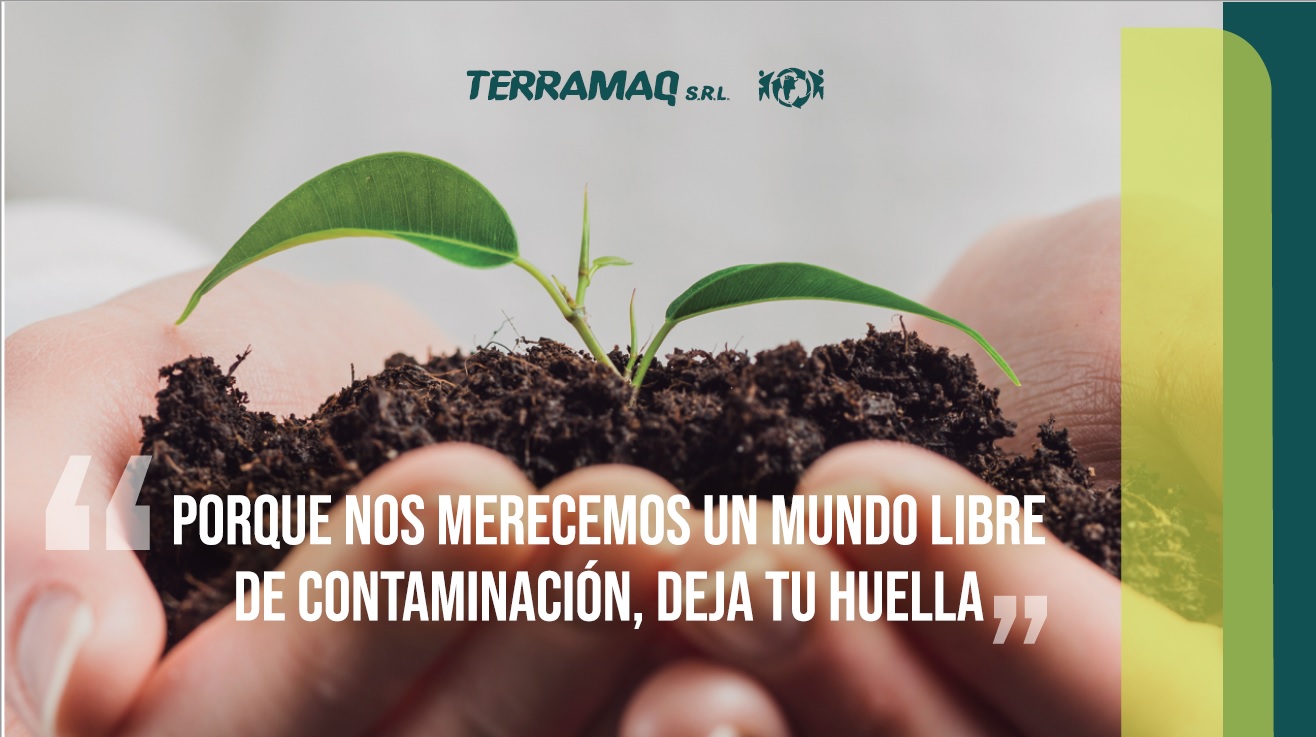 TERRAMAQ S.R.L.
“PORQUE NOS MERECEMOS UN MUNDO LIBRE
DE CONTAMINACIÓN, DEJA TU HUELLA”